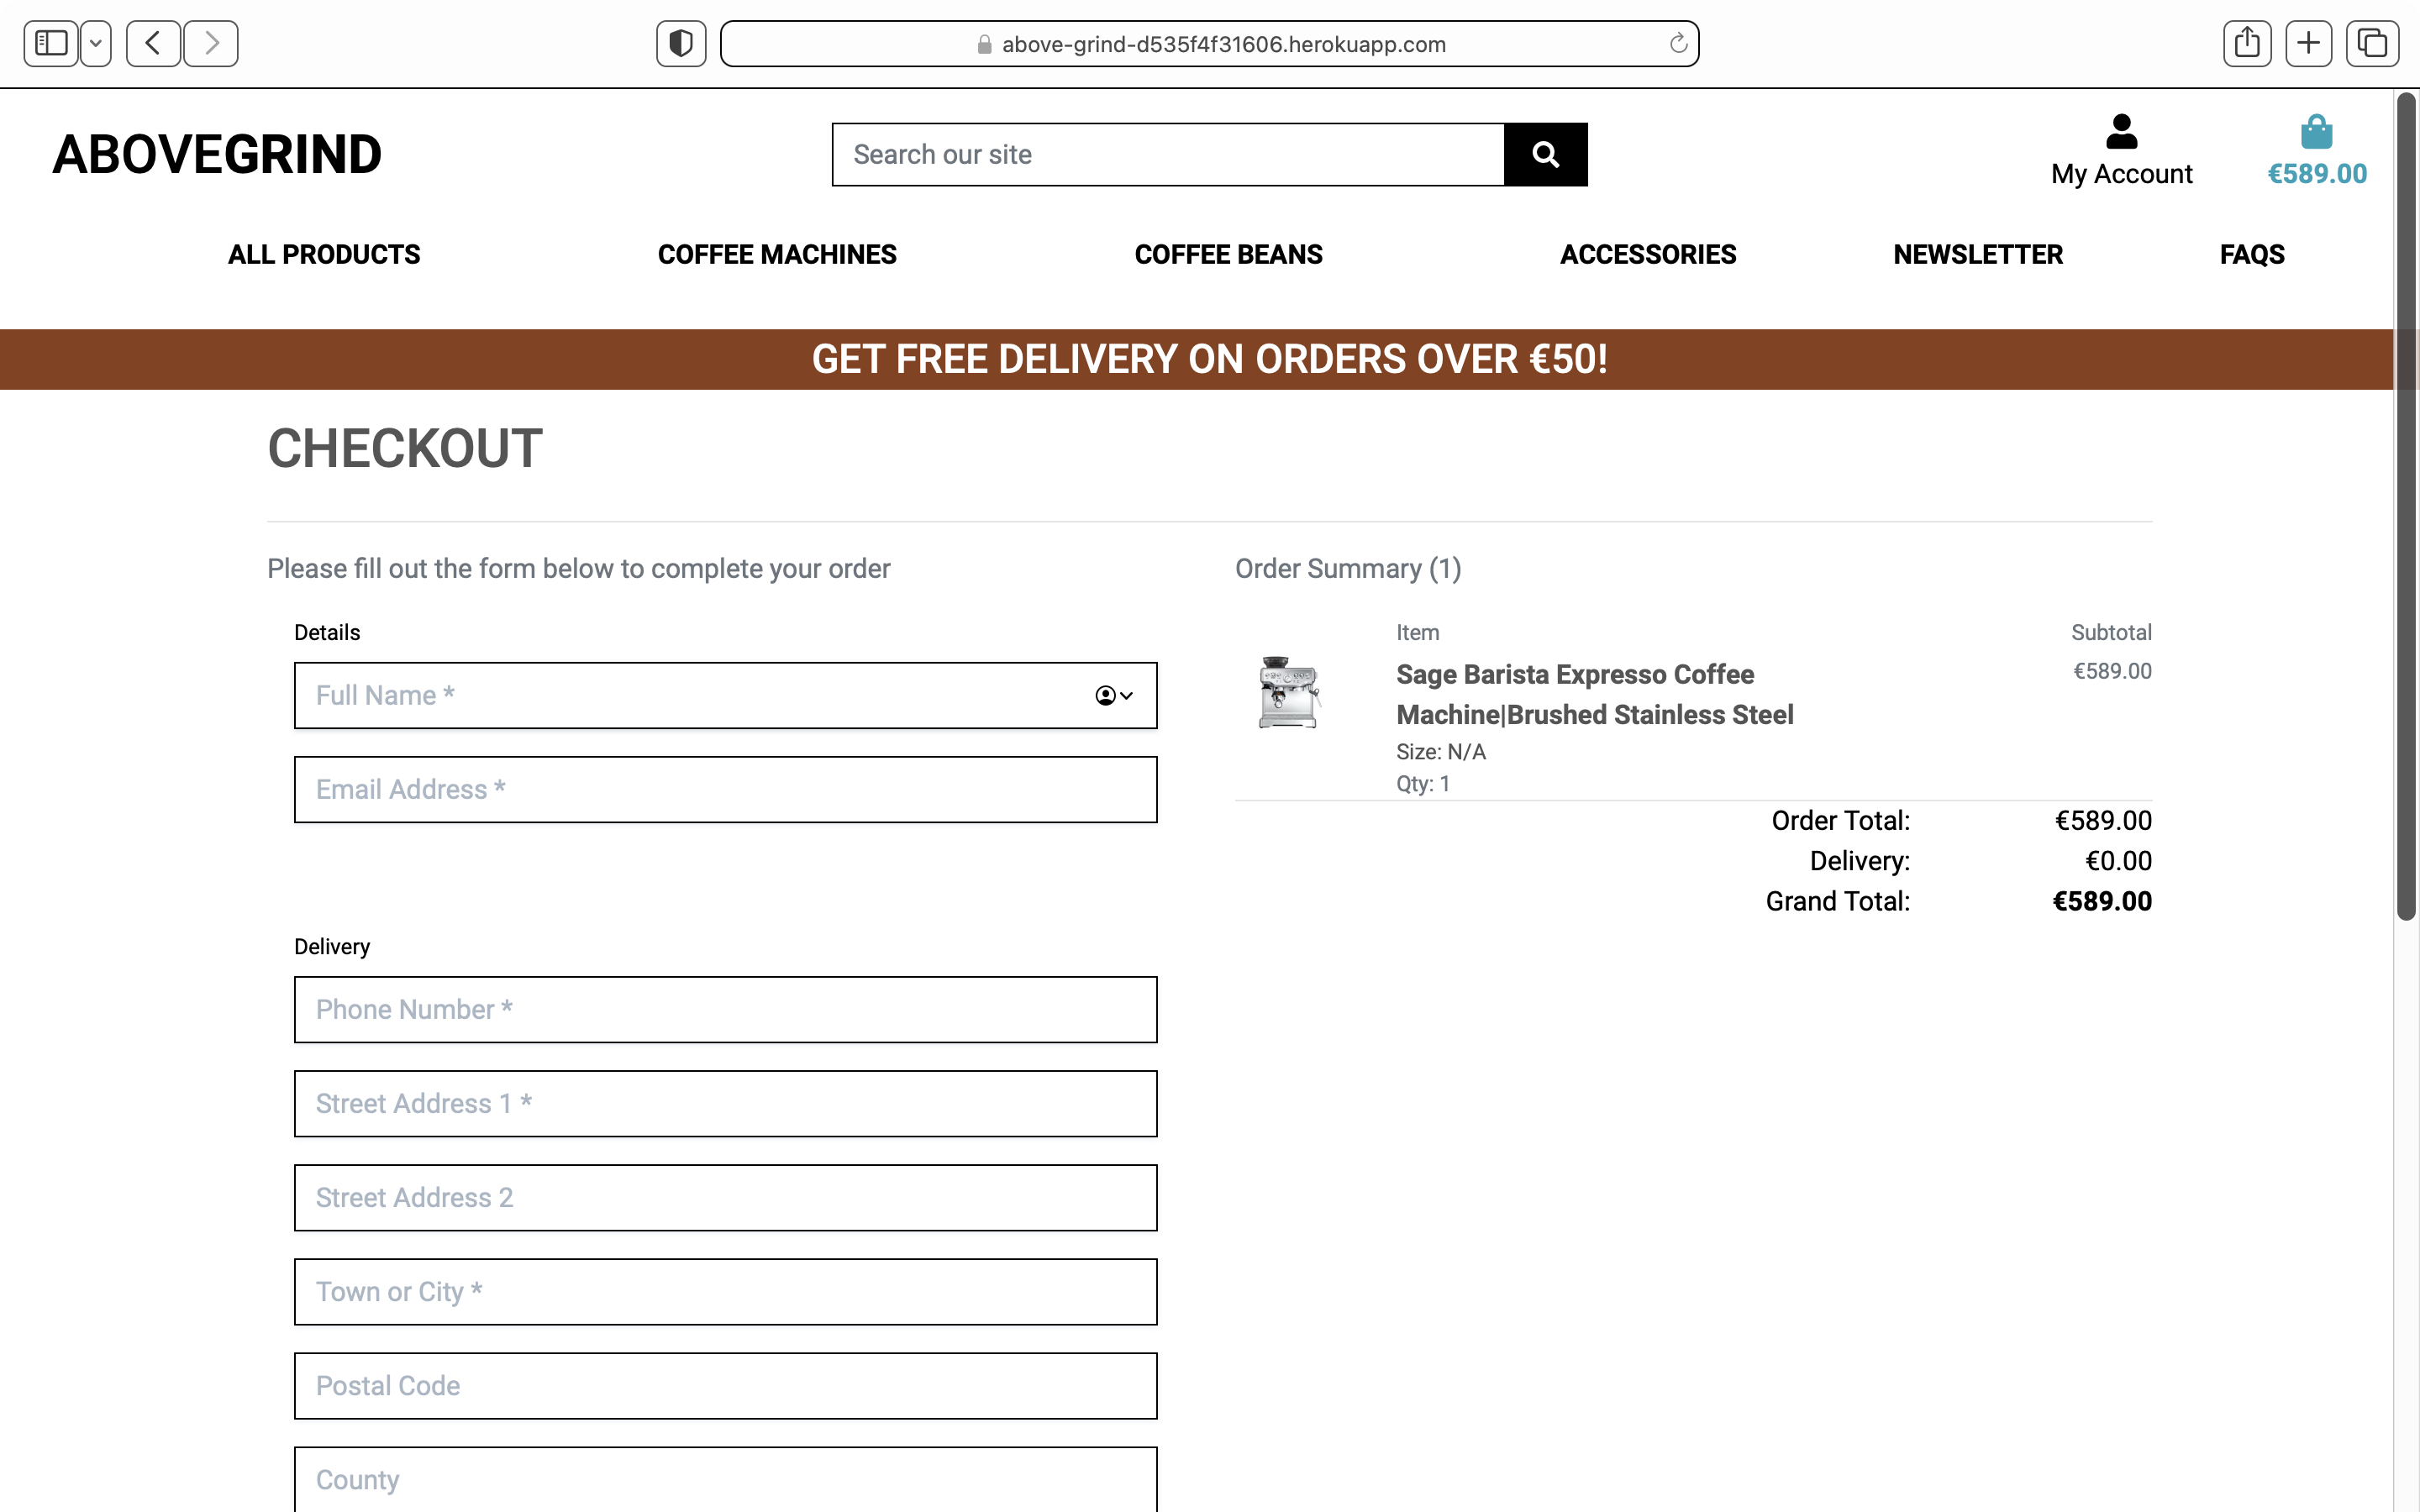 above-grind-d535f4f31606.herokuapp.com
ABOVEGRIND
Search our site
My Account
€589.00
ALL PRODUCTS
COFFEE MACHINES
COFFEE BEANS
ACCESSORIES
NEWSLETTER
FAQS
GET FREE DELIVERY ON ORDERS OVER €50!
CHECKOUT
Please fill out the form below to complete your order
Details
Full Name *
Email Address *
Delivery
Phone Number *
Street Address 1 *
Street Address 2
Town or City *
Postal Code
County
Order Summary (1)
Item
Subtotal
Sage Barista Expresso Coffee
€589.00
Machine|Brushed Stainless Steel
Size: N/A
Qty: 1
Order Total: €589.00
Delivery: €0.00
Grand Total: €589.00